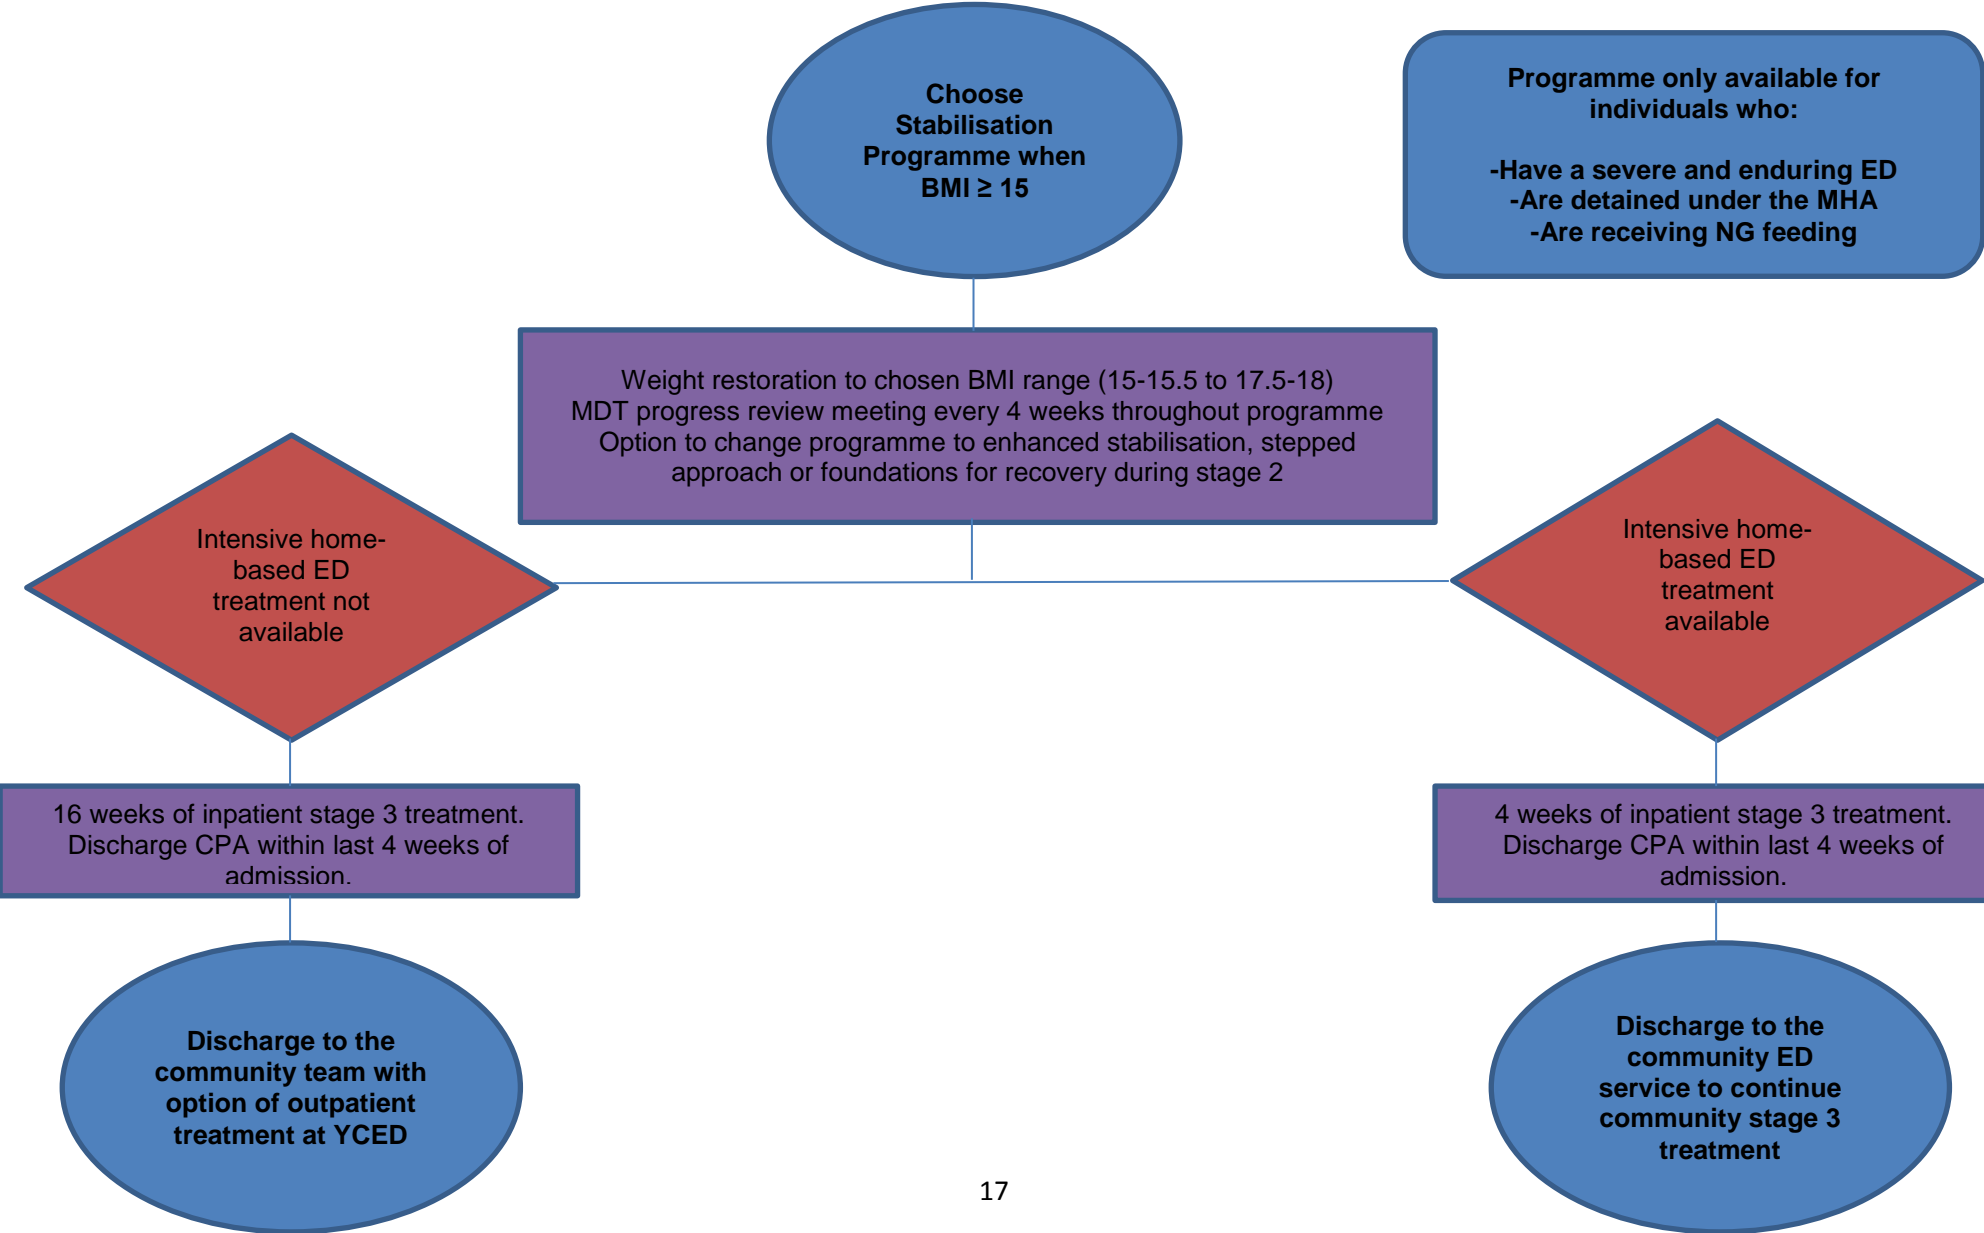 Choose
Stabilisation
Programme when
BMI ≥ 15
Programme only available for
individuals who:
-Have a severe and enduring ED
-Are detained under the MHA
-Are receiving NG feeding
Weight restoration to chosen BMI range (15-15.5 to 17.5-18)
MDT progress review meeting every 4 weeks throughout programme
Option to change programme to enhanced stabilisation, stepped
approach or foundations for recovery during stage 2
Intensive home-
based ED
treatment not
available
Intensive home-
based ED
treatment
available
16 weeks of inpatient stage 3 treatment.
Discharge CPA within last 4 weeks of
admission.
4 weeks of inpatient stage 3 treatment.
Discharge CPA within last 4 weeks of
admission.
Discharge to the
community team with
option of outpatient
treatment at YCED
Discharge to the
community ED
service to continue
community stage 3
treatment
17